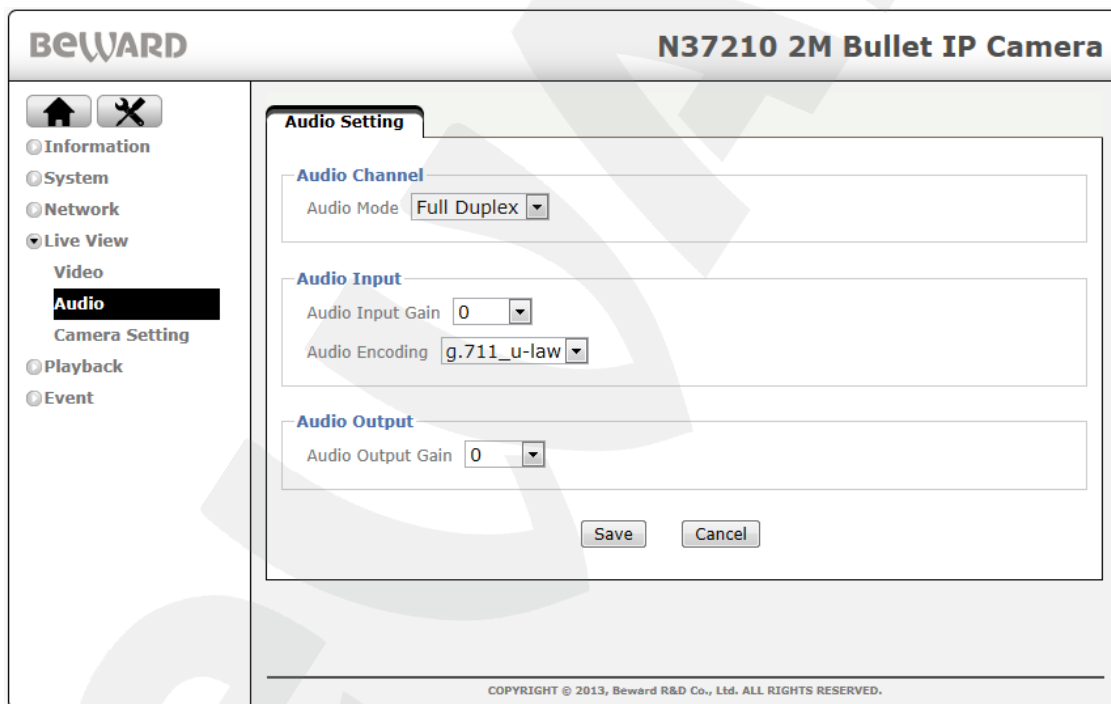 BEWARD
N37210 2M Bullet IP Camera
Information
System
Network
Live View
Video
Audio
Camera Setting
Playback
Event
Audio Setting
Audio Channel
Audio Mode Full Duplex
Audio Input
Audio Input Gain 0
Audio Encoding g.711_u-law
Audio Output
Audio Output Gain 0
Save Cancel
COPYRIGHT © 2013, Beward R&D Co., Ltd. ALL RIGHTS RESERVED.